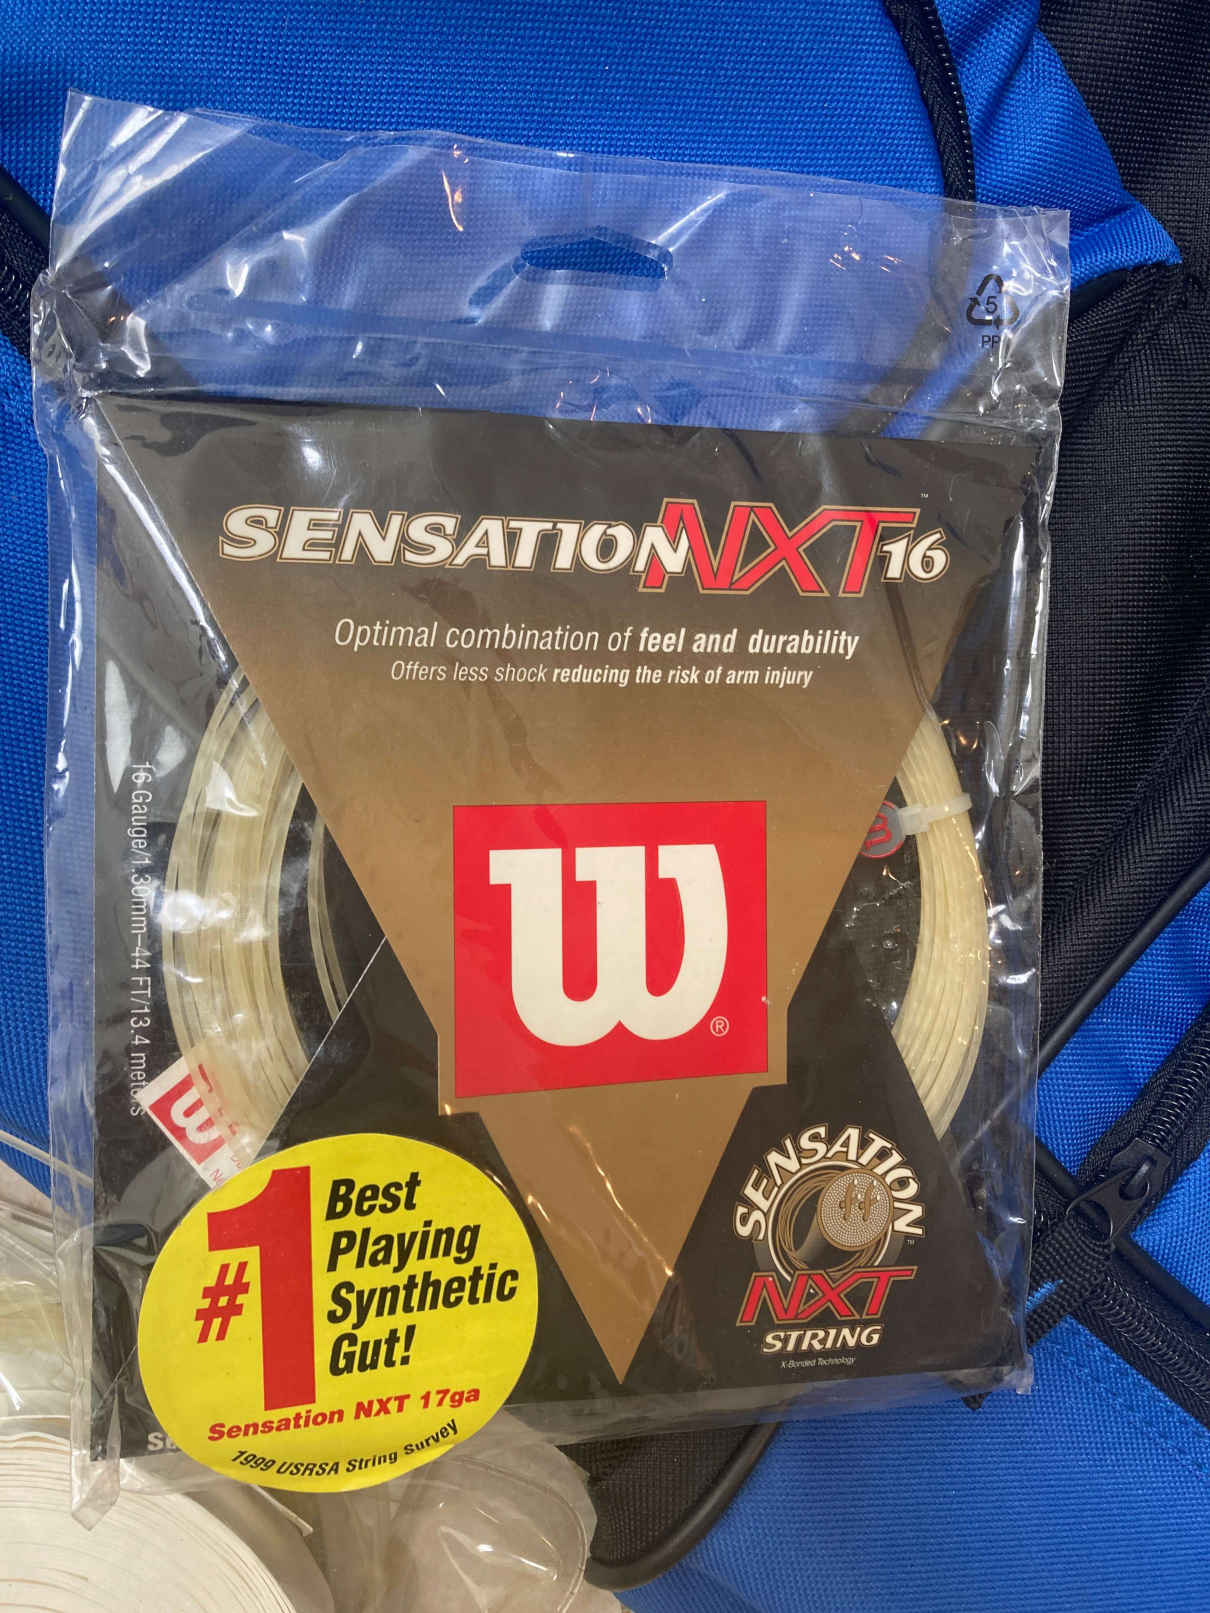 5
PP
SENSATION NXT 16
™
Optimal combination of feel and durability
Offers less shock reducing the risk of arm injury
16 Gauge/1.30mm–44 FT/13.4 meters
W
®
W
#1
Best
Playing
Synthetic
Gut!
Sensation NXT 17ga
1999 USRSA String Survey
SENSATION
™
NXT
STRING
X-Bonded Technology